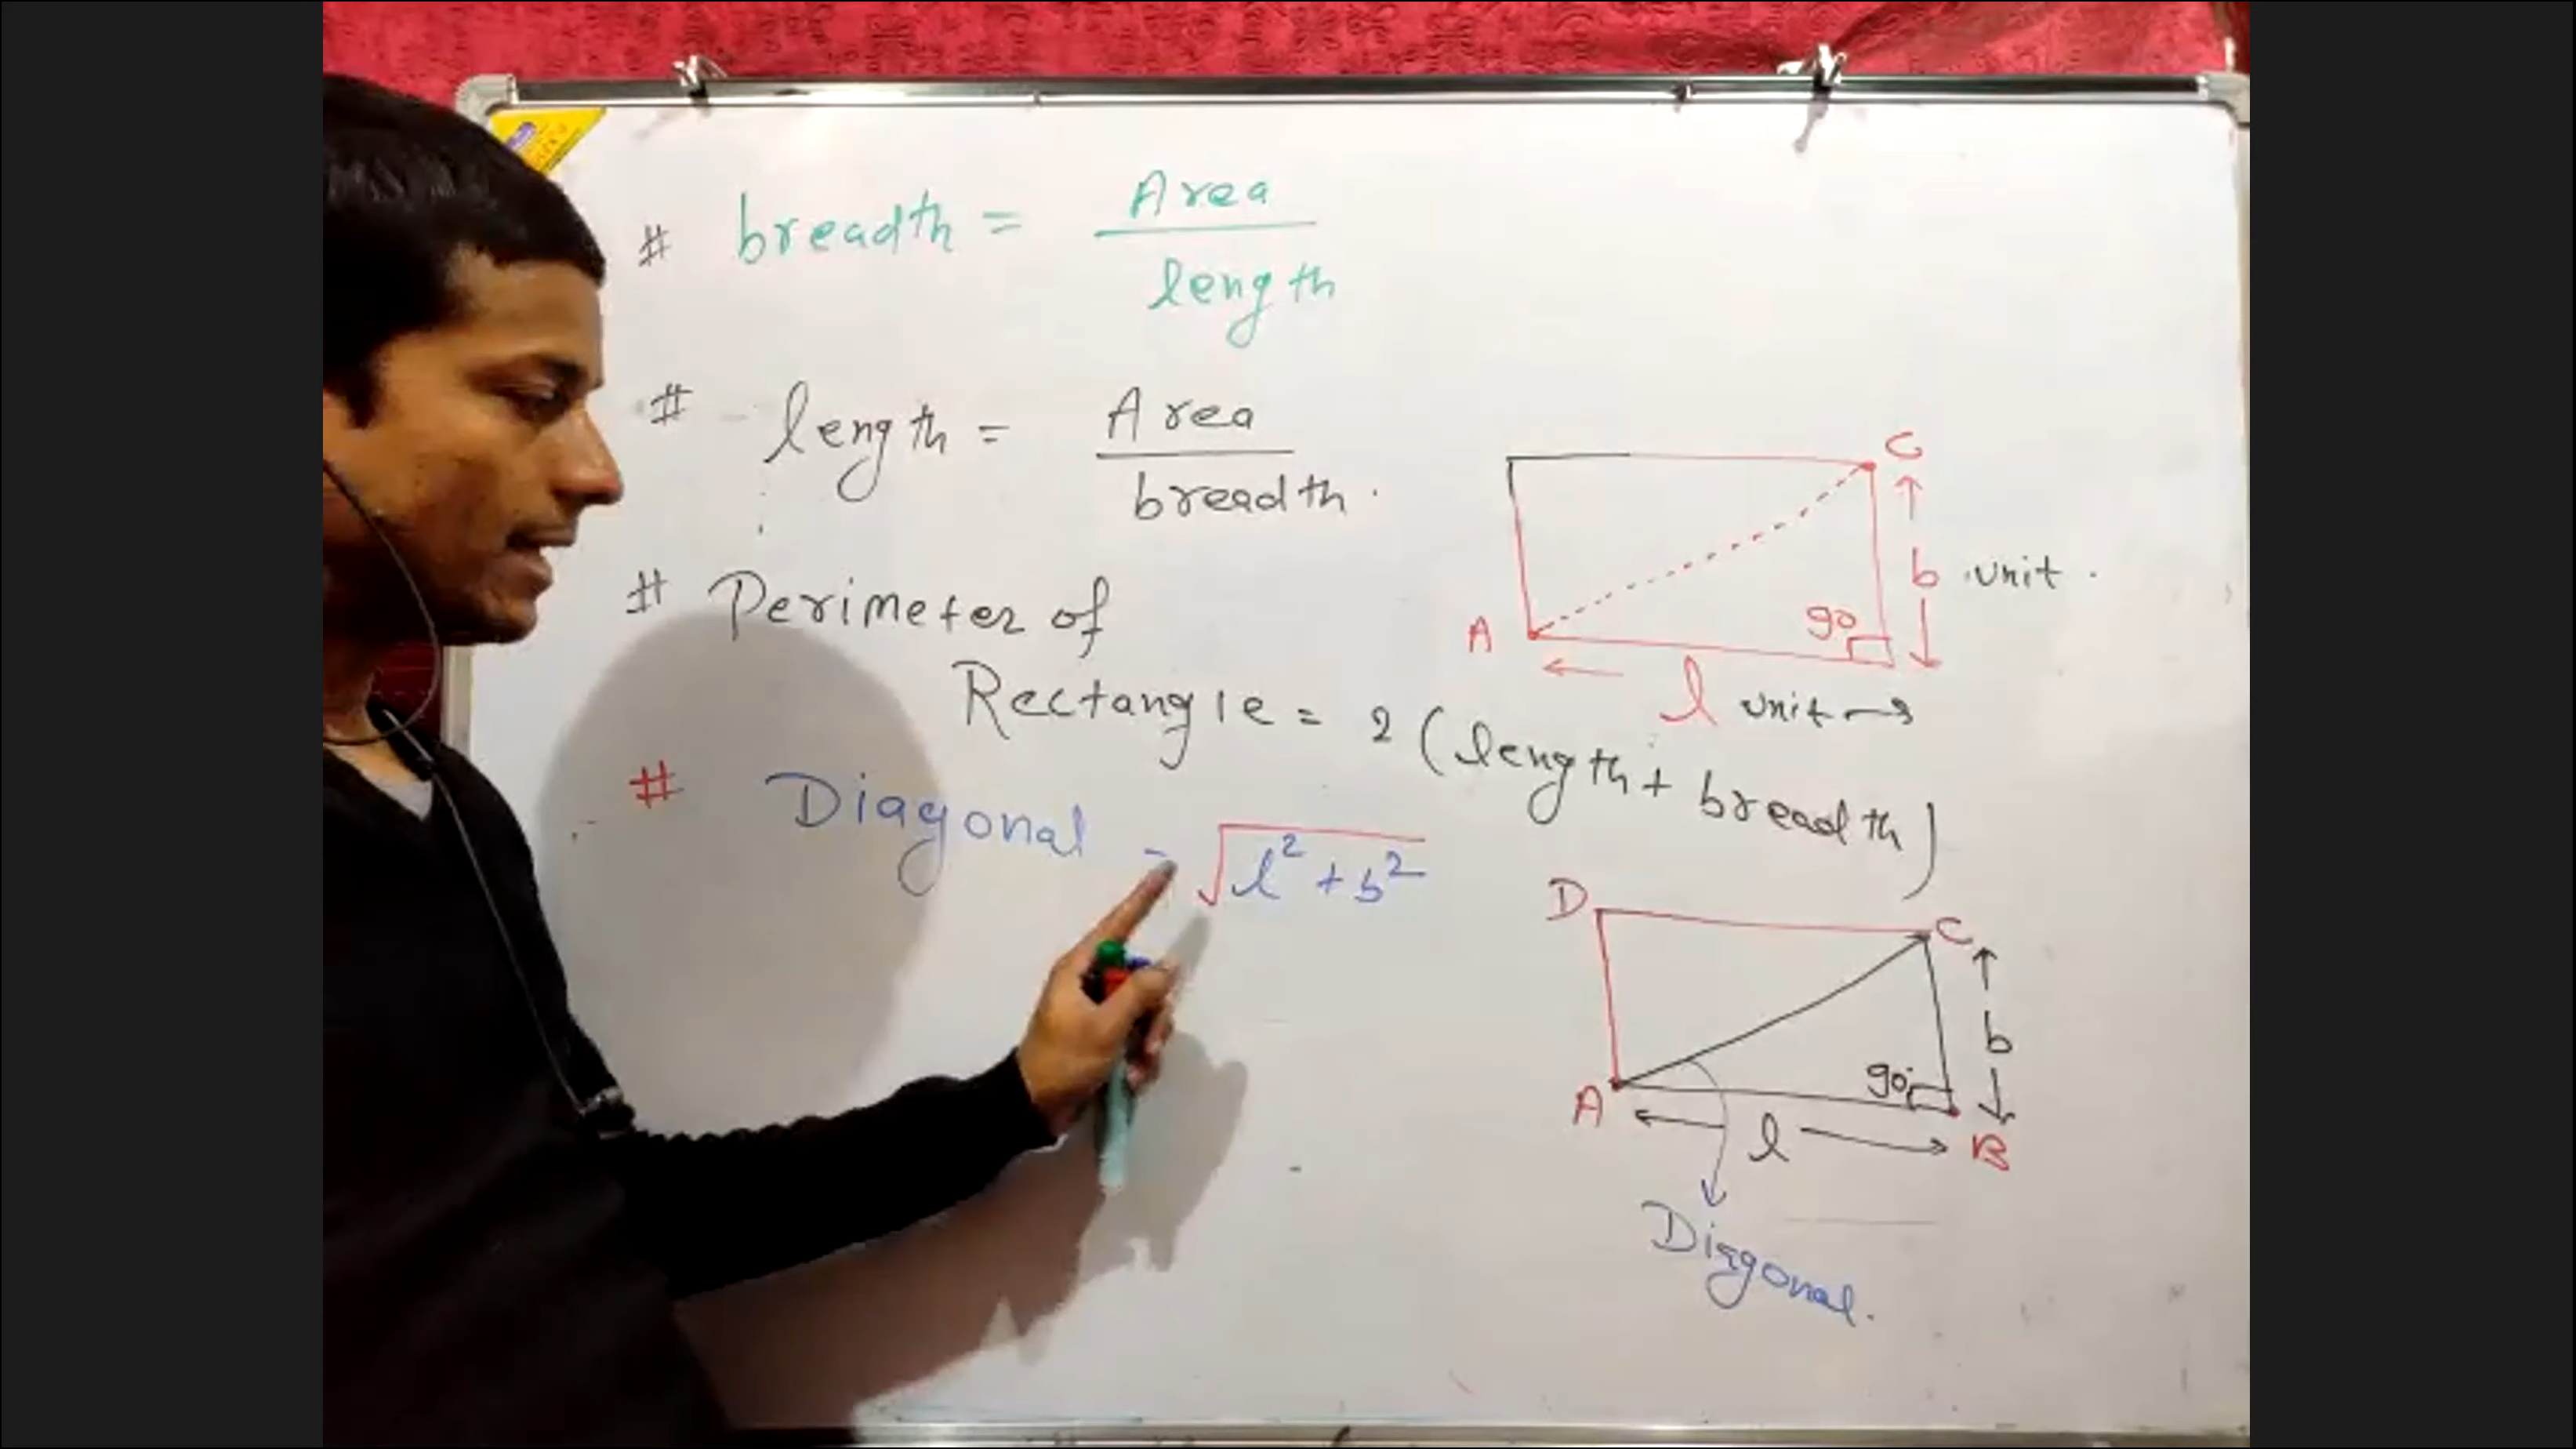 # breadth = Area
length
# length = Area
breadth.
# Perimeter of
Rectangle = 2 (length + breadth)
# Diagonal = √l² + b²
C
b unit.
90
A
l unit
D
C
b
90°
A
l
B
Diagonal.